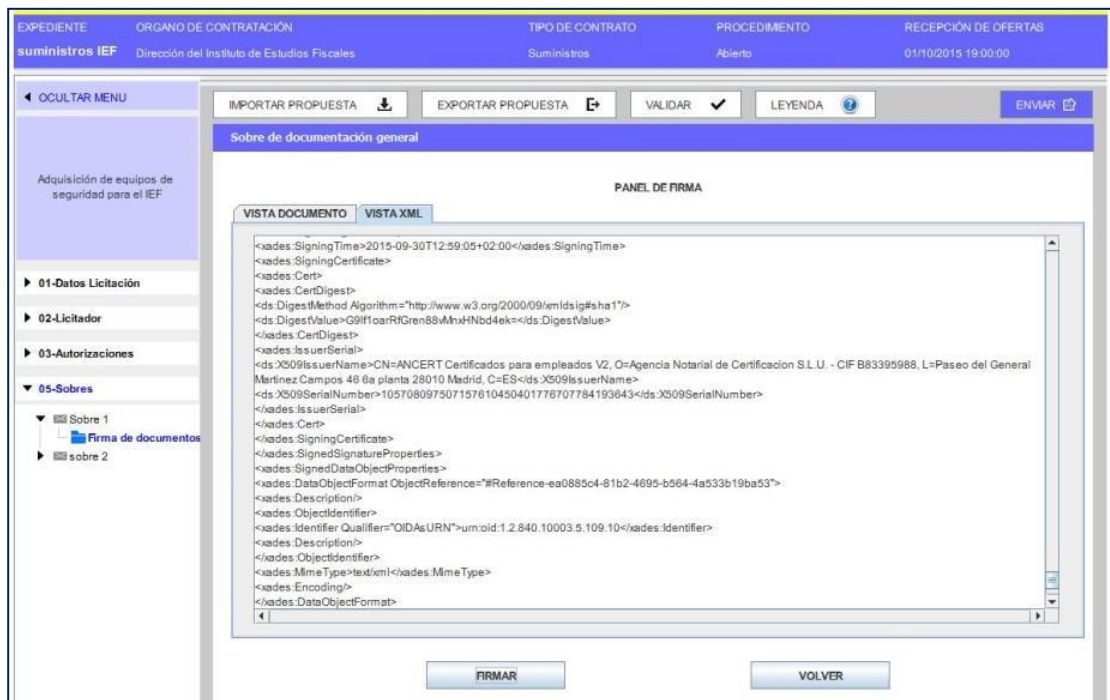 EXPEDIENTE ORGANO DE CONTRATACIÓN TIPO DE CONTRATO PROCEDIMIENTO RECEPCIÓN DE OFERTAS
suministros IEF Dirección del Instituto de Estudios Fiscales Suministros Abierto 01/10/2015 19:00:00
OCULTAR MENU
IMPORTAR PROPUESTA EXPORTAR PROPUESTA VALIDAR LEYENDA ENVIAR
Sobre de documentación general
Adquisición de equipos de
seguridad para el IEF
01-Datos Licitación
02-Licitador
03-Autorizaciones
05-Sobres
Sobre 1
Firma de documentos
sobre 2
PANEL DE FIRMA
VISTA DOCUMENTO VISTA XML
<xades:SigningTime>2015-09-30T12:59:05+02:00</xades:SigningTime>
<xades:SigningCertificate>
<xades:Cert>
<xades:CertDigest>
<ds:DigestMethod Algorithm="http://www.w3.org/2000/09/xmldsig#sha1"/>
<ds:DigestValue>G9lf1oarRfGren88vMnxHNbd4ek=</ds:DigestValue>
</xades:CertDigest>
<xades:IssuerSerial>
<ds:X509IssuerName>CN=ANCERT Certificados para empleados V2, O=Agencia Notarial de Certificacion S.L.U. - CIF B83395988, L=Paseo del General
Martinez Campos 46 6a planta 28010 Madrid, C=ES</ds:X509IssuerName>
<ds:X509SerialNumber>105708097507157610450401776707784193643</ds:X509SerialNumber>
</xades:IssuerSerial>
</xades:Cert>
</xades:SigningCertificate>
</xades:SignedSignatureProperties>
<xades:SignedDataObjectProperties>
<xades:DataObjectFormat ObjectReference="#Reference-ea0885c4-81b2-4695-b564-4a533b19ba53">
<xades:Description/>
<xades:ObjectIdentifier>
<xades:Identifier Qualifier="OIDAsURN">urn:oid:1.2.840.10003.5.109.10</xades:Identifier>
<xades:Description/>
</xades:ObjectIdentifier>
<xades:MimeType>text/xml</xades:MimeType>
<xades:Encoding/>
</xades:DataObjectFormat>
FIRMAR VOLVER